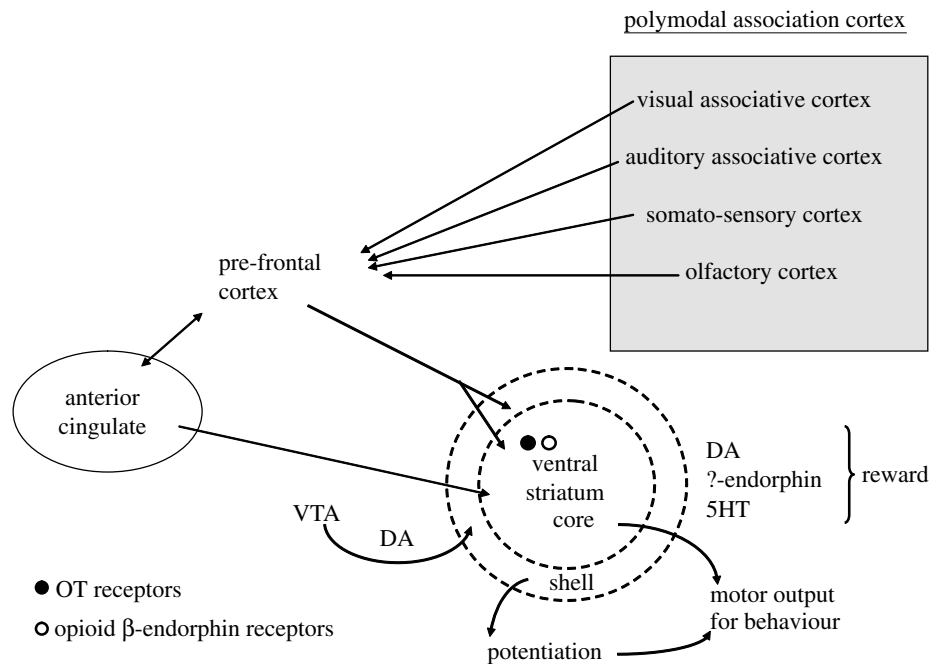 polymodal association cortex
visual associative cortex
auditory associative cortex
somato-sensory cortex
olfactory cortex
pre-frontal
cortex
anterior
cingulate
ventral
striatum
core
DA
?-endorphin
5HT
reward
VTA
DA
shell
OT receptors
opioid β-endorphin receptors
motor output
for behaviour
potentiation